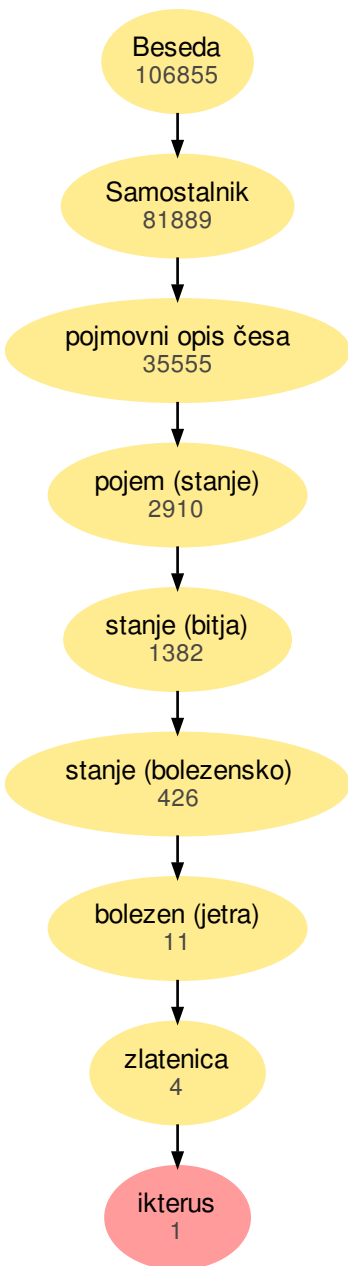 Beseda
106855
Samostalnik
81889
pojmovni opis česa
35555
pojem (stanje)
2910
stanje (bitja)
1382
stanje (bolezensko)
426
bolezen (jetra)
11
zlatenica
4
ikterus
1